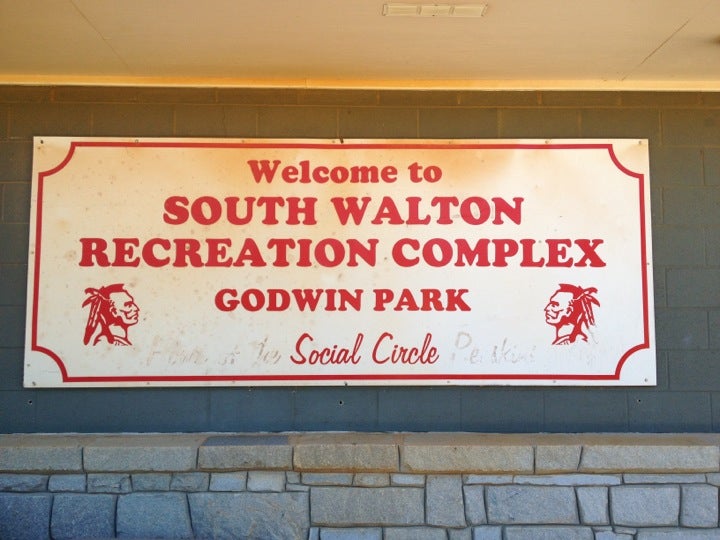 Welcome to
SOUTH WALTON
RECREATION COMPLEX
GODWIN PARK
Social Circle